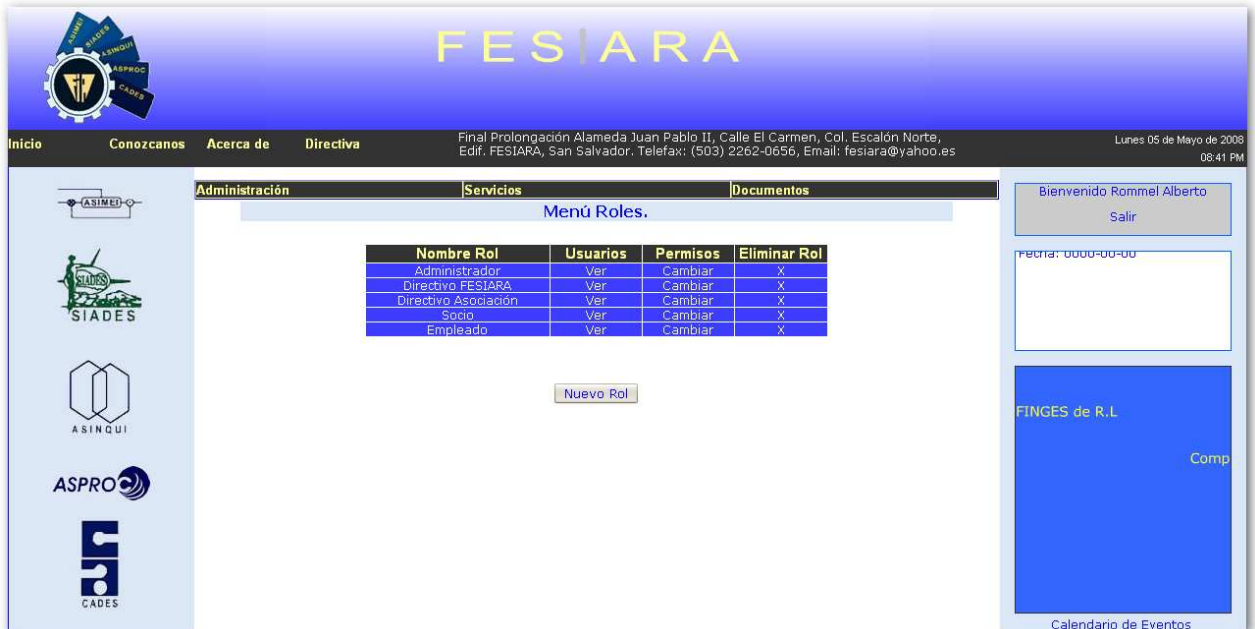 ASIMEI
SIADES
ASINQUI
ASPROC
CADES
FESIARA
Inicio Conozcanos Acerca de Directiva
Final Prolongación Alameda Juan Pablo II, Calle El Carmen, Col. Escalón Norte,
Edif. FESIARA, San Salvador. Telefax: (503) 2262-0656, Email: fesiara@yahoo.es
Lunes 05 de Mayo de 2008
08:41 PM
ASIMEI
SIADES
SIADES
ASINQUI
ASPROC
CADES
Administración Servicios Documentos
Menú Roles.
Nombre Rol Usuarios Permisos Eliminar Rol
Administrador Ver Cambiar X
Directivo FESIARA Ver Cambiar X
Directivo Asociación Ver Cambiar X
Socio Ver Cambiar X
Empleado Ver Cambiar X
Nuevo Rol
Bienvenido Rommel Alberto
Salir
Fecha: 0000-00-00
FINGES de R.L
Comp
Calendario de Eventos